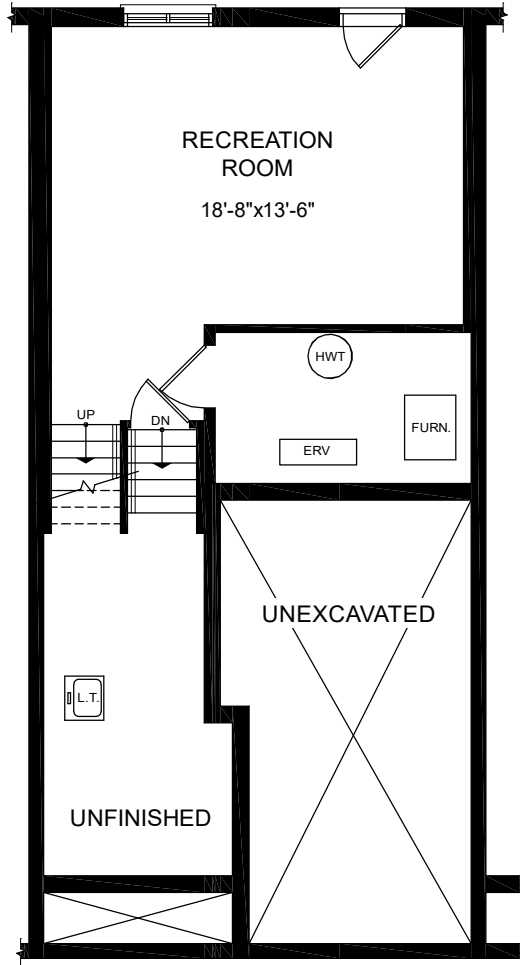 RECREATION
ROOM
18'-8"x13'-6"
HWT
UP
DN
FURN.
ERV
UNEXCAVATED
L.T.
UNFINISHED